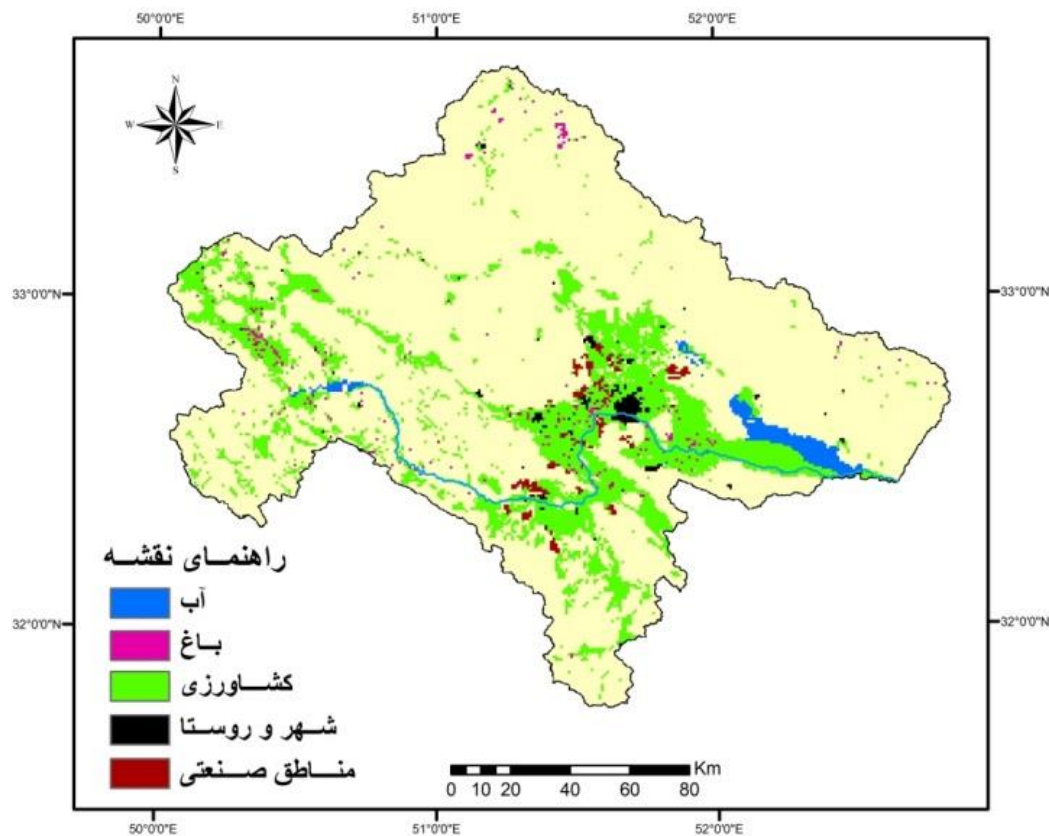 50°0'0"E 51°0'0"E 52°0'0"E
N
W E
S
33°0'0"N 33°0'0"N
راهنمای نقشه
آب
باغ
کشاورزی
شهر و روستا
مناطق صنعتی
32°0'0"N 32°0'0"N
Km
0 10 20 40 60 80
50°0'0"E 51°0'0"E 52°0'0"E